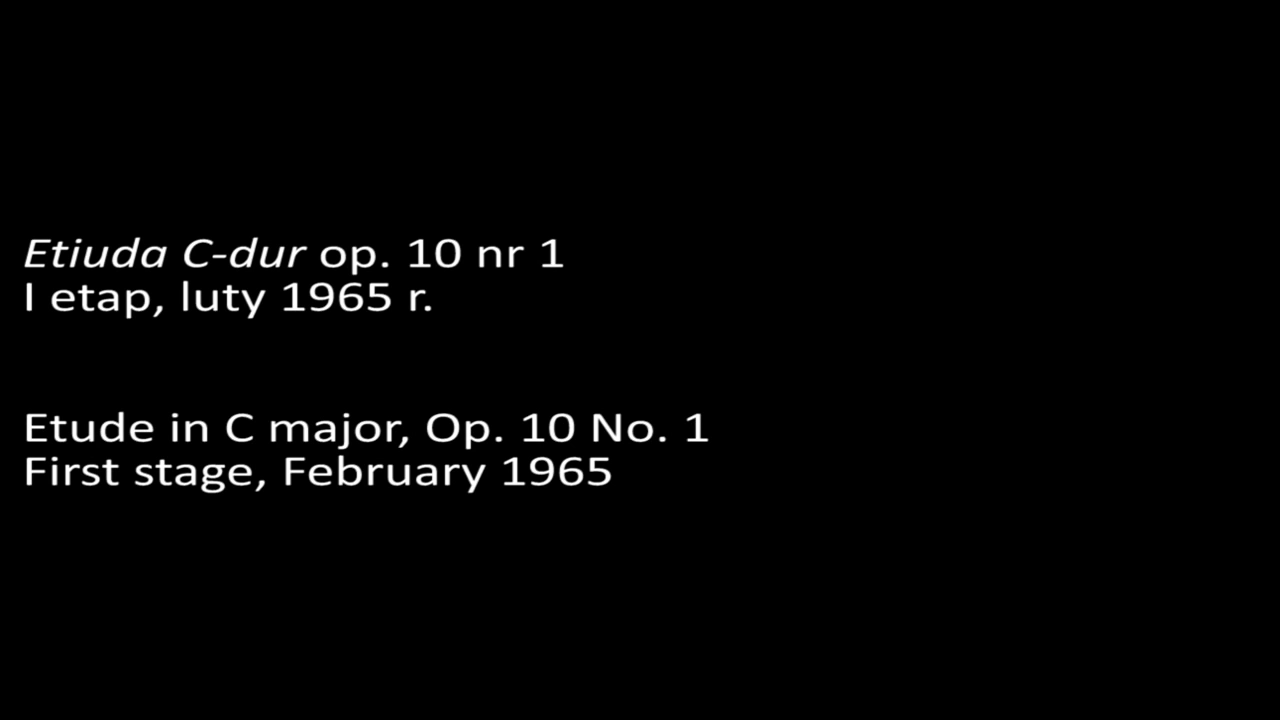 Etiuda C-dur op. 10 nr 1
I etap, luty 1965 r.
Etude in C major, Op. 10 No. 1
First stage, February 1965